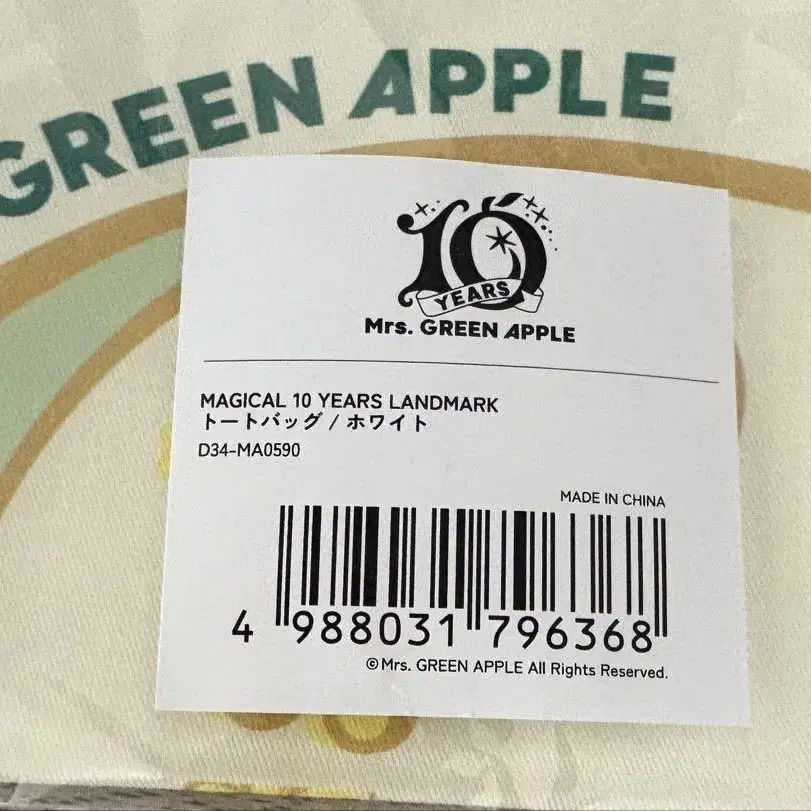 GREEN APPLE
10
YEARS
Mrs. GREEN APPLE
MAGICAL 10 YEARS LANDMARK
トートバッグ / ホワイト
D34-MA0590
MADE IN CHINA
4 988031 796368
©Mrs. GREEN APPLE All Rights Reserved.